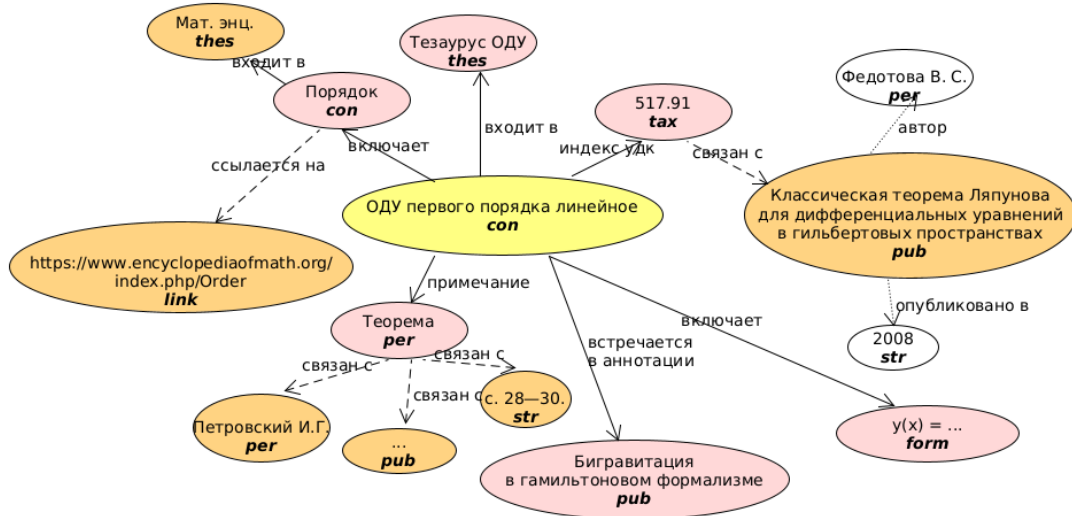 Мат. энц.
thes
входит в
Порядок
con
ссылается на
https://www.encyclopediaofmath.org/
index.php/Order
link
включает
Тезаурус ОДУ
thes
входит в
517.91
tax
индекс удк
связан с
Федотова В. С.
per
автор
Классическая теорема Ляпунова
для дифференциальных уравнений
в гильбертовых пространствах
pub
опубликовано в
2008
str
ОДУ первого порядка линейное
con
примечание
Теорема
per
связан с
связан с
связан с
Петровский И.Г.
per
...
pub
с. 28—30.
str
встречается
в аннотации
Бигравитация
в гамильтоновом формализме
pub
включает
y(x) = ...
form